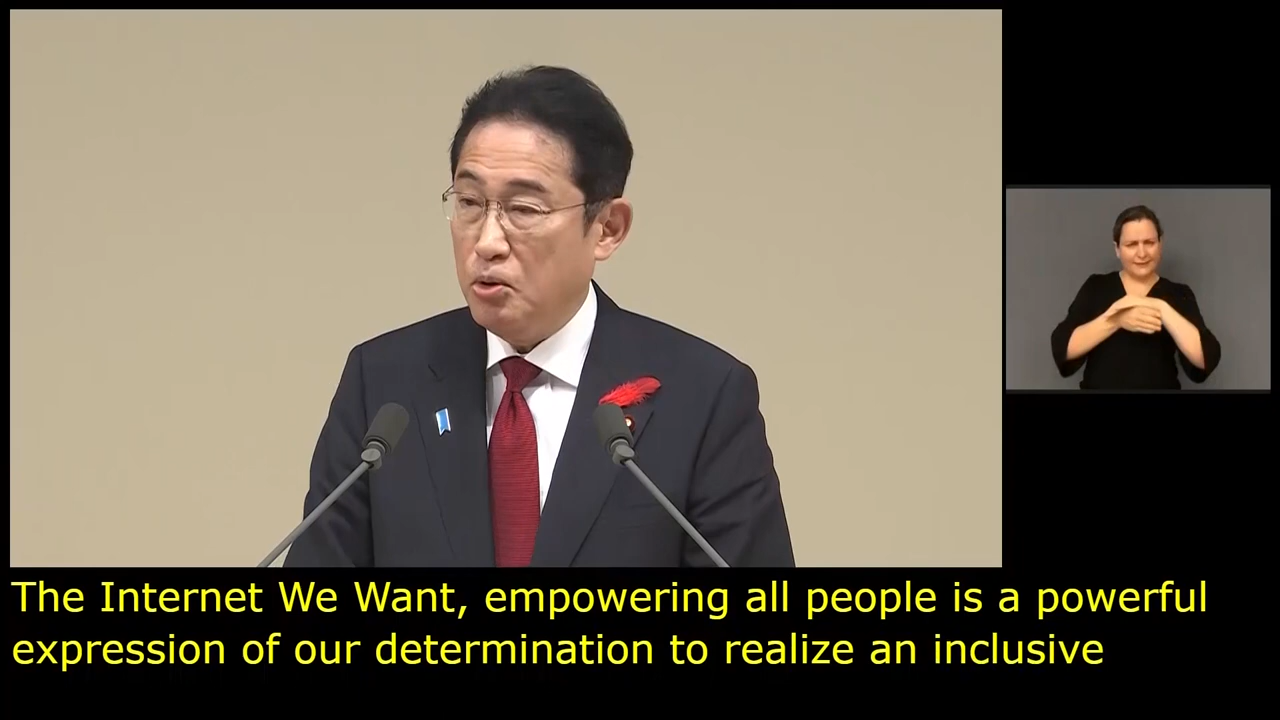 The Internet We Want, empowering all people is a powerful
expression of our determination to realize an inclusive